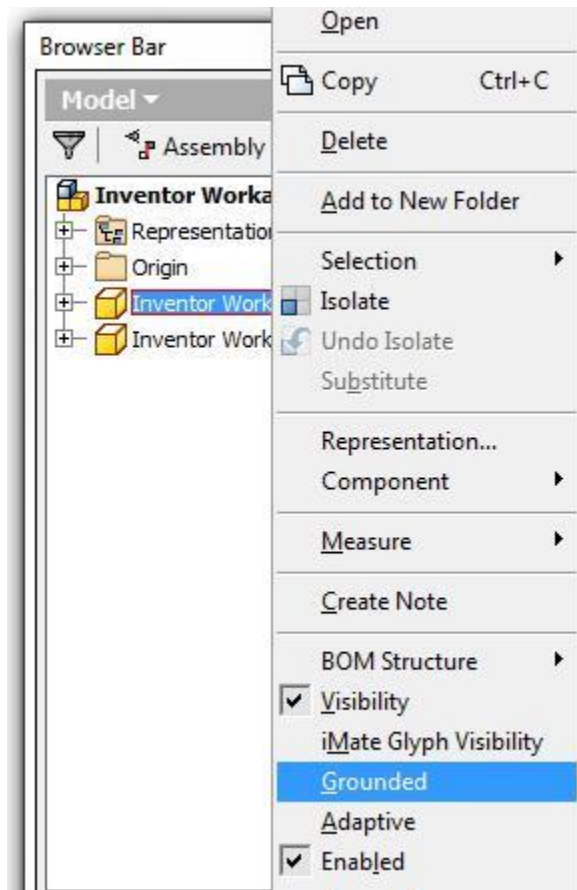 Browser Bar
Model
Assembly
Inventor Worka
Representation
Origin
Inventor Work
Inventor Work
Open
Copy Ctrl+C
Delete
Add to New Folder
Selection
Isolate
Undo Isolate
Substitute
Representation...
Component
Measure
Create Note
BOM Structure
Visibility
iMate Glyph Visibility
Grounded
Adaptive
Enabled